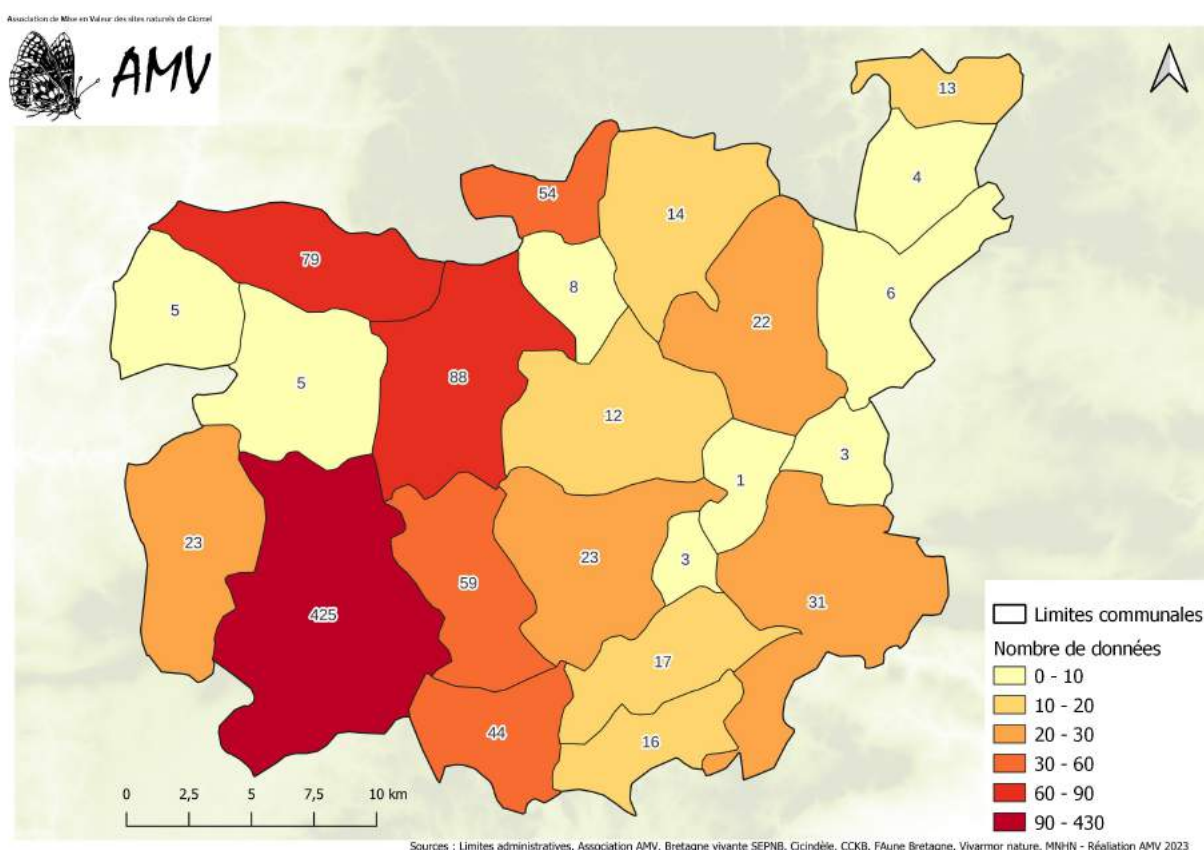 Association de Mise en Valeur des sites naturels de Glomel
AMV
13
4
54
14
79
8
6
5
22
5
88
12
3
1
23
23
3
59
31
425
17
44
16
Limites communales
Nombre de données
0 - 10
10 - 20
20 - 30
30 - 60
60 - 90
90 - 430
0 2,5 5 7,5 10 km
Sources : Limites administratives, Association AMV, Bretagne vivante SEPNB, Cicindèle, CCKB, FAune Bretagne, Vivarmor nature, MNHN - Réaliation AMV 2023